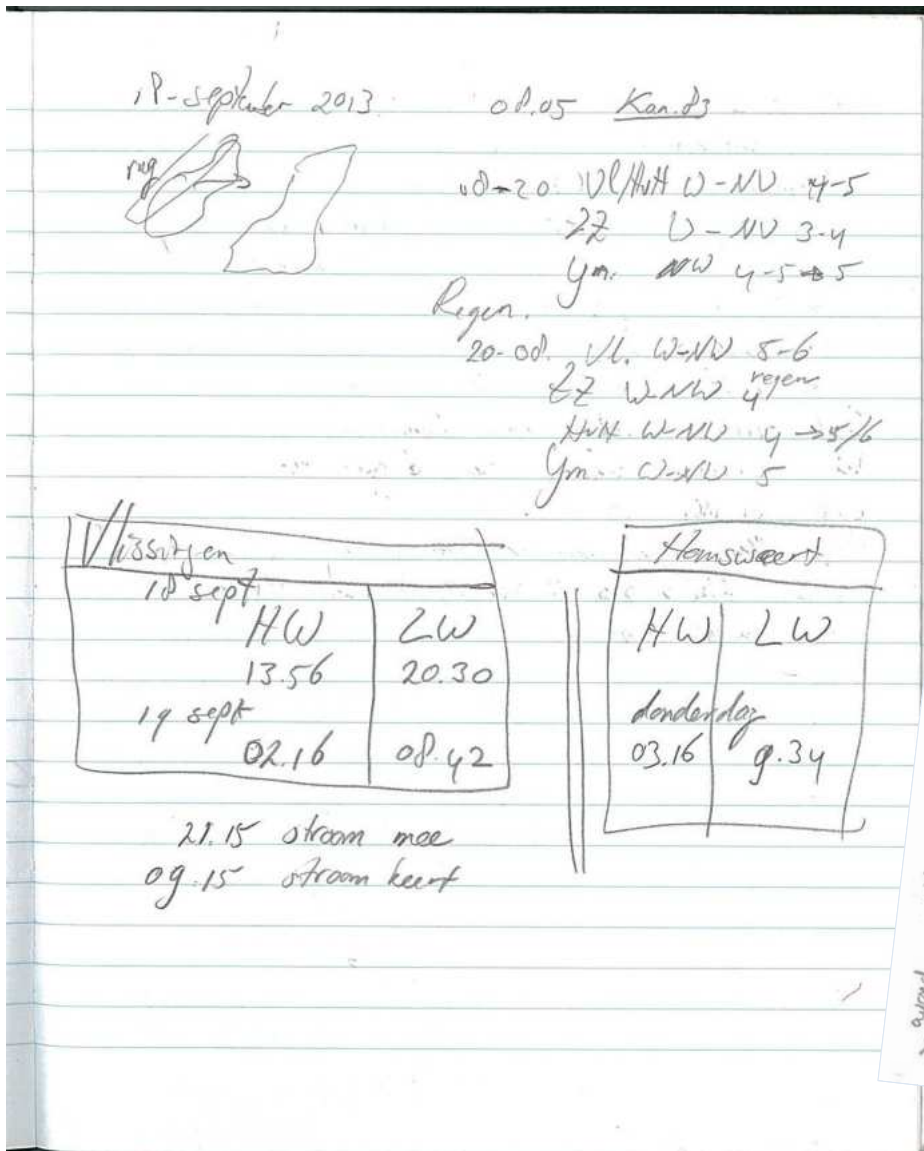 18-september 2013 08.05 Kan. 83
rug
08-20 Vl/HvH W-NW 4-5
ZZ W-NW 3-4
Ym. NW 4-5 → 5
Regen.
20-08. Vl. W-NW 5-6
ZZ W-NW 4 regen
HvH W-NW 4 → 5/6
Ym. W-NW 5
Vlissingen
18 sept
HW LW
13.56 20.30
19 sept
02.16 08.42
Hansweert
HW LW
donderdag
03.16 9.34
21.15 stroom mee
09.15 stroom keert
avond